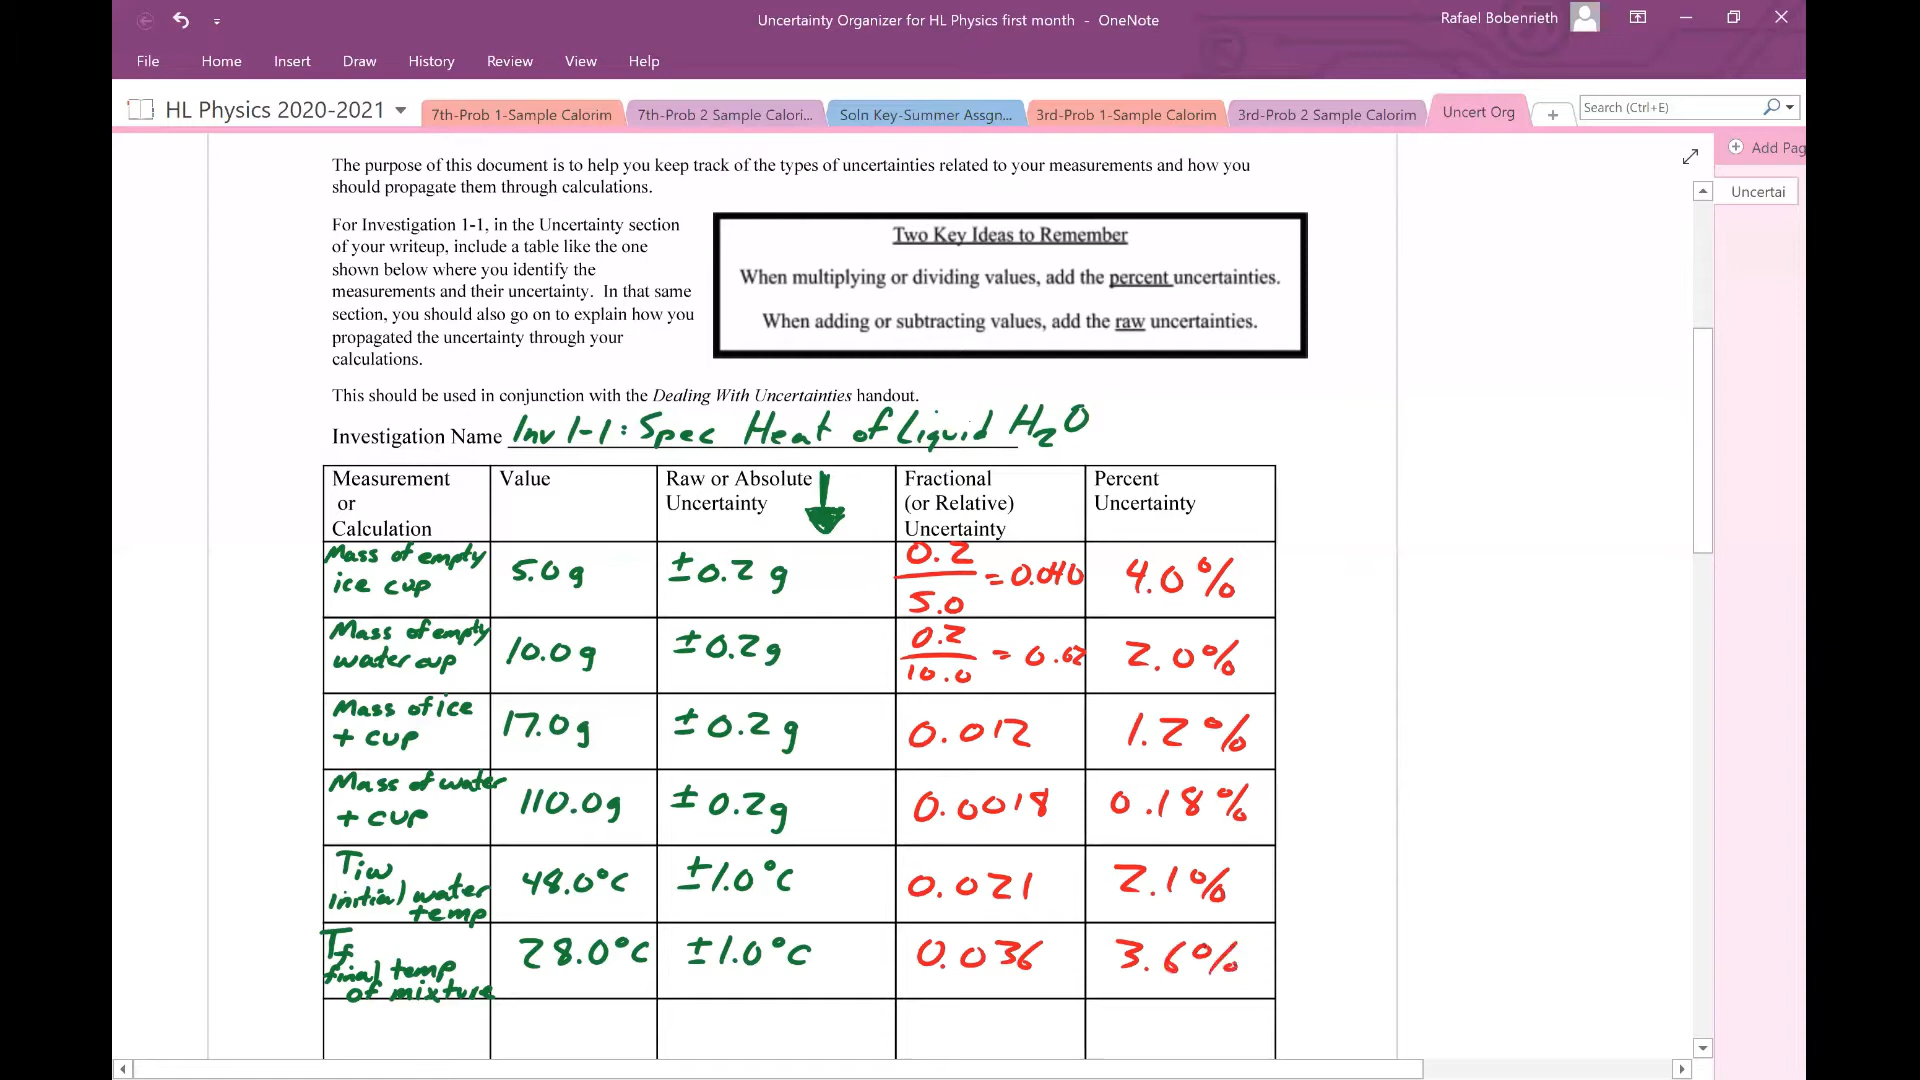 Uncertainty Organizer for HL Physics first month - OneNote
Rafael Bobenrieth
File Home Insert Draw History Review View Help
HL Physics 2020-2021
7th-Prob 1-Sample Calorim
7th-Prob 2 Sample Calori...
Soln Key-Summer Assgn...
3rd-Prob 1-Sample Calorim
3rd-Prob 2 Sample Calorim
Uncert Org
Search (Ctrl+E)
Add Pag
Uncertai
The purpose of this document is to help you keep track of the types of uncertainties related to your measurements and how you
should propagate them through calculations.
For Investigation 1-1, in the Uncertainty section
of your writeup, include a table like the one
shown below where you identify the
measurements and their uncertainty. In that same
section, you should also go on to explain how you
propagated the uncertainty through your
calculations.
Two Key Ideas to Remember
When multiplying or dividing values, add the percent uncertainties.
When adding or subtracting values, add the raw uncertainties.
This should be used in conjunction with the Dealing With Uncertainties handout.
Investigation Name Inv 1-1: Spec Heat of Liquid H2O
Measurement
or
Calculation
Value
Raw or Absolute
Uncertainty
Fractional
(or Relative)
Uncertainty
Percent
Uncertainty
Mass of empty
ice cup
5.0 g
±0.2 g
0.2
5.0
= 0.040
4.0%
Mass of empty
water cup
10.0 g
±0.2 g
0.2
10.0
= 0.02
2.0%
Mass of ice
+ cup
17.0 g
±0.2 g
0.012
1.2%
Mass of water
+ cup
110.0 g
±0.2 g
0.0018
0.18%
Tiw
initial water
temp
48.0°C
±1.0°C
0.021
2.1%
Tf
final temp
of mixture
28.0°C
±1.0°C
0.036
3.6%